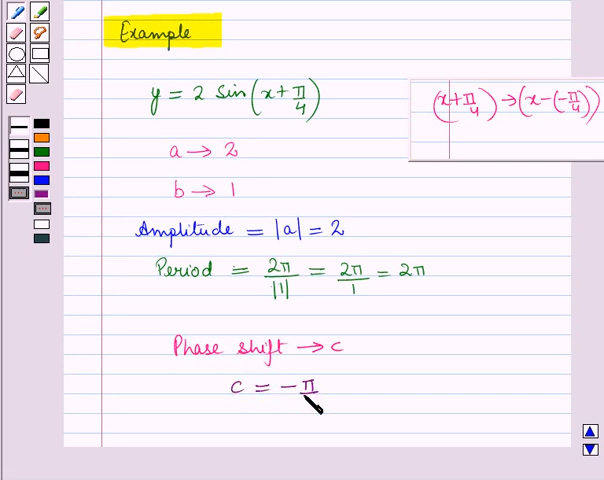 Example
y = 2 sin(x + π/4)
(x + π/4) → (x - (-π/4))
a → 2
b → 1
Amplitude = |a| = 2
Period = 2π/|1| = 2π/1 = 2π
Phase shift → c
c = -π